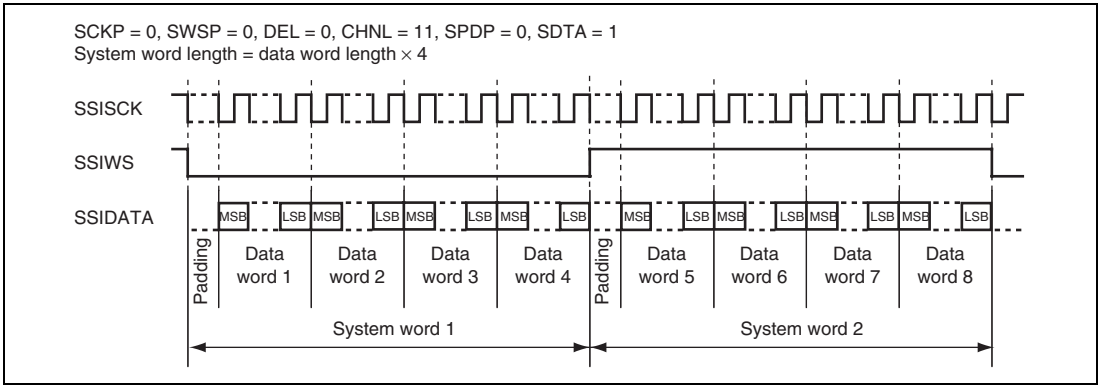 SCKP = 0, SWSP = 0, DEL = 0, CHNL = 11, SPDP = 0, SDTA = 1
System word length = data word length × 4
SSISCK
SSIWS
SSIDATA
MSB LSB MSB LSB MSB LSB MSB LSB MSB LSB MSB LSB MSB LSB MSB LSB
Padding
Data word 1
Data word 2
Data word 3
Data word 4
Padding
Data word 5
Data word 6
Data word 7
Data word 8
System word 1
System word 2